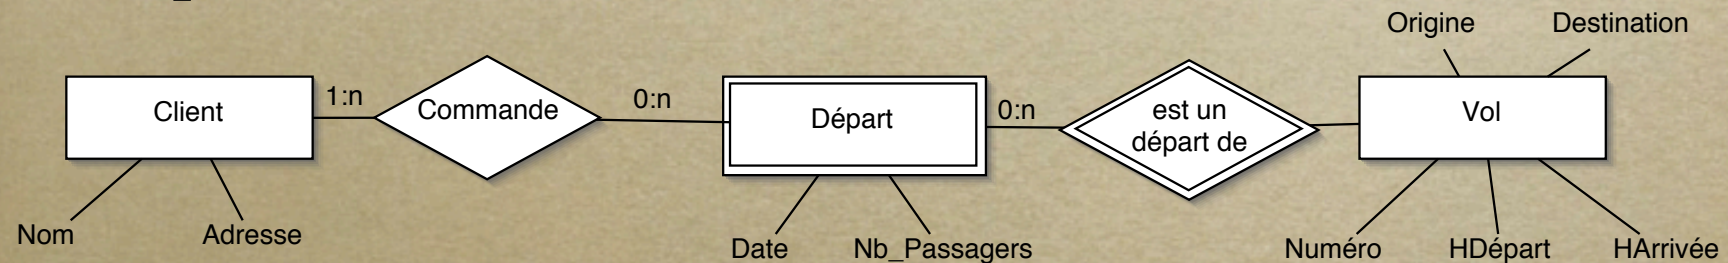 Origine Destination
Client
1:n
Commande
0:n
Départ
0:n
est un
départ de
Vol
Nom
Adresse
Date
Nb_Passagers
Numéro
HDépart
HArrivée